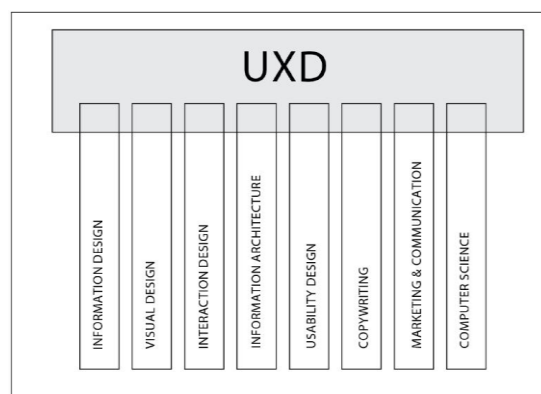 UXD
INFORMATION DESIGN
VISUAL DESIGN
INTERACTION DESIGN
INFORMATION ARCHITECTURE
USABILITY DESIGN
COPYWRITING
MARKETING & COMMUNICATION
COMPUTER SCIENCE